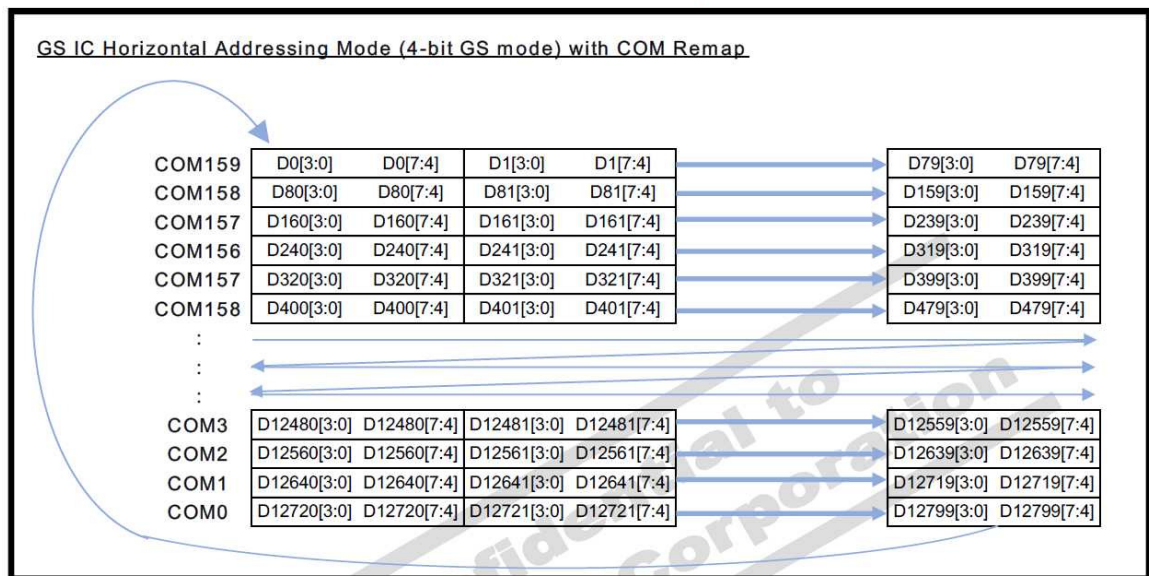 GS IC Horizontal Addressing Mode (4-bit GS mode) with COM Remap
COM159 D0[3:0] D0[7:4] D1[3:0] D1[7:4] D79[3:0] D79[7:4]
COM158 D80[3:0] D80[7:4] D81[3:0] D81[7:4] D159[3:0] D159[7:4]
COM157 D160[3:0] D160[7:4] D161[3:0] D161[7:4] D239[3:0] D239[7:4]
COM156 D240[3:0] D240[7:4] D241[3:0] D241[7:4] D319[3:0] D319[7:4]
COM157 D320[3:0] D320[7:4] D321[3:0] D321[7:4] D399[3:0] D399[7:4]
COM158 D400[3:0] D400[7:4] D401[3:0] D401[7:4] D479[3:0] D479[7:4]
:
:
:
COM3 D12480[3:0] D12480[7:4] D12481[3:0] D12481[7:4] D12559[3:0] D12559[7:4]
COM2 D12560[3:0] D12560[7:4] D12561[3:0] D12561[7:4] D12639[3:0] D12639[7:4]
COM1 D12640[3:0] D12640[7:4] D12641[3:0] D12641[7:4] D12719[3:0] D12719[7:4]
COM0 D12720[3:0] D12720[7:4] D12721[3:0] D12721[7:4] D12799[3:0] D12799[7:4]
fidential to
Corporation